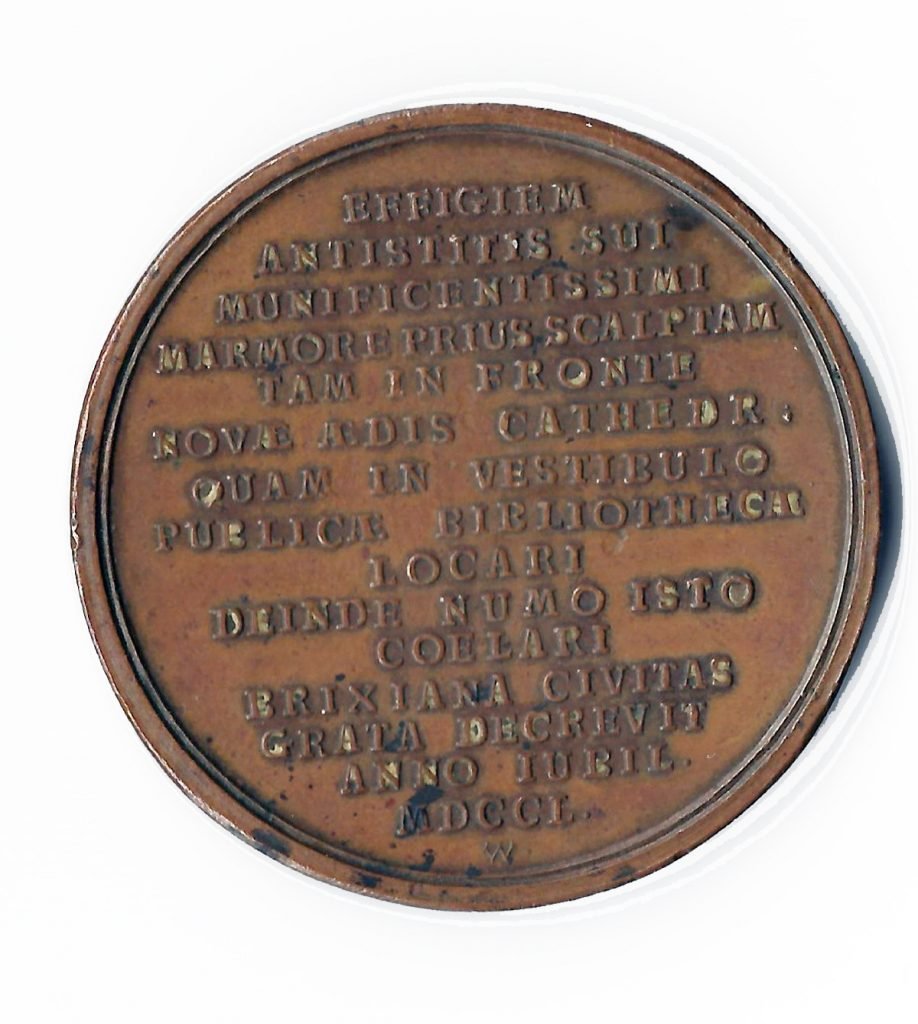 EFFIGIEM
ANTISTITIS SUI
MUNIFICENTISSIMI
MARMORE PRIUS SCALPTAM
TAM IN FRONTE
NOVÆ ÆDIS CATHEDR.
QUAM IN VESTIBULO
PUBLICÆ BIBLIOTHECÆ
LOCARI
DEINDE NUMO ISTO
COELARI
BRIXIANA CIVITAS
GRATA DECREVIT
ANNO IUBIL.
MDCCL.
W